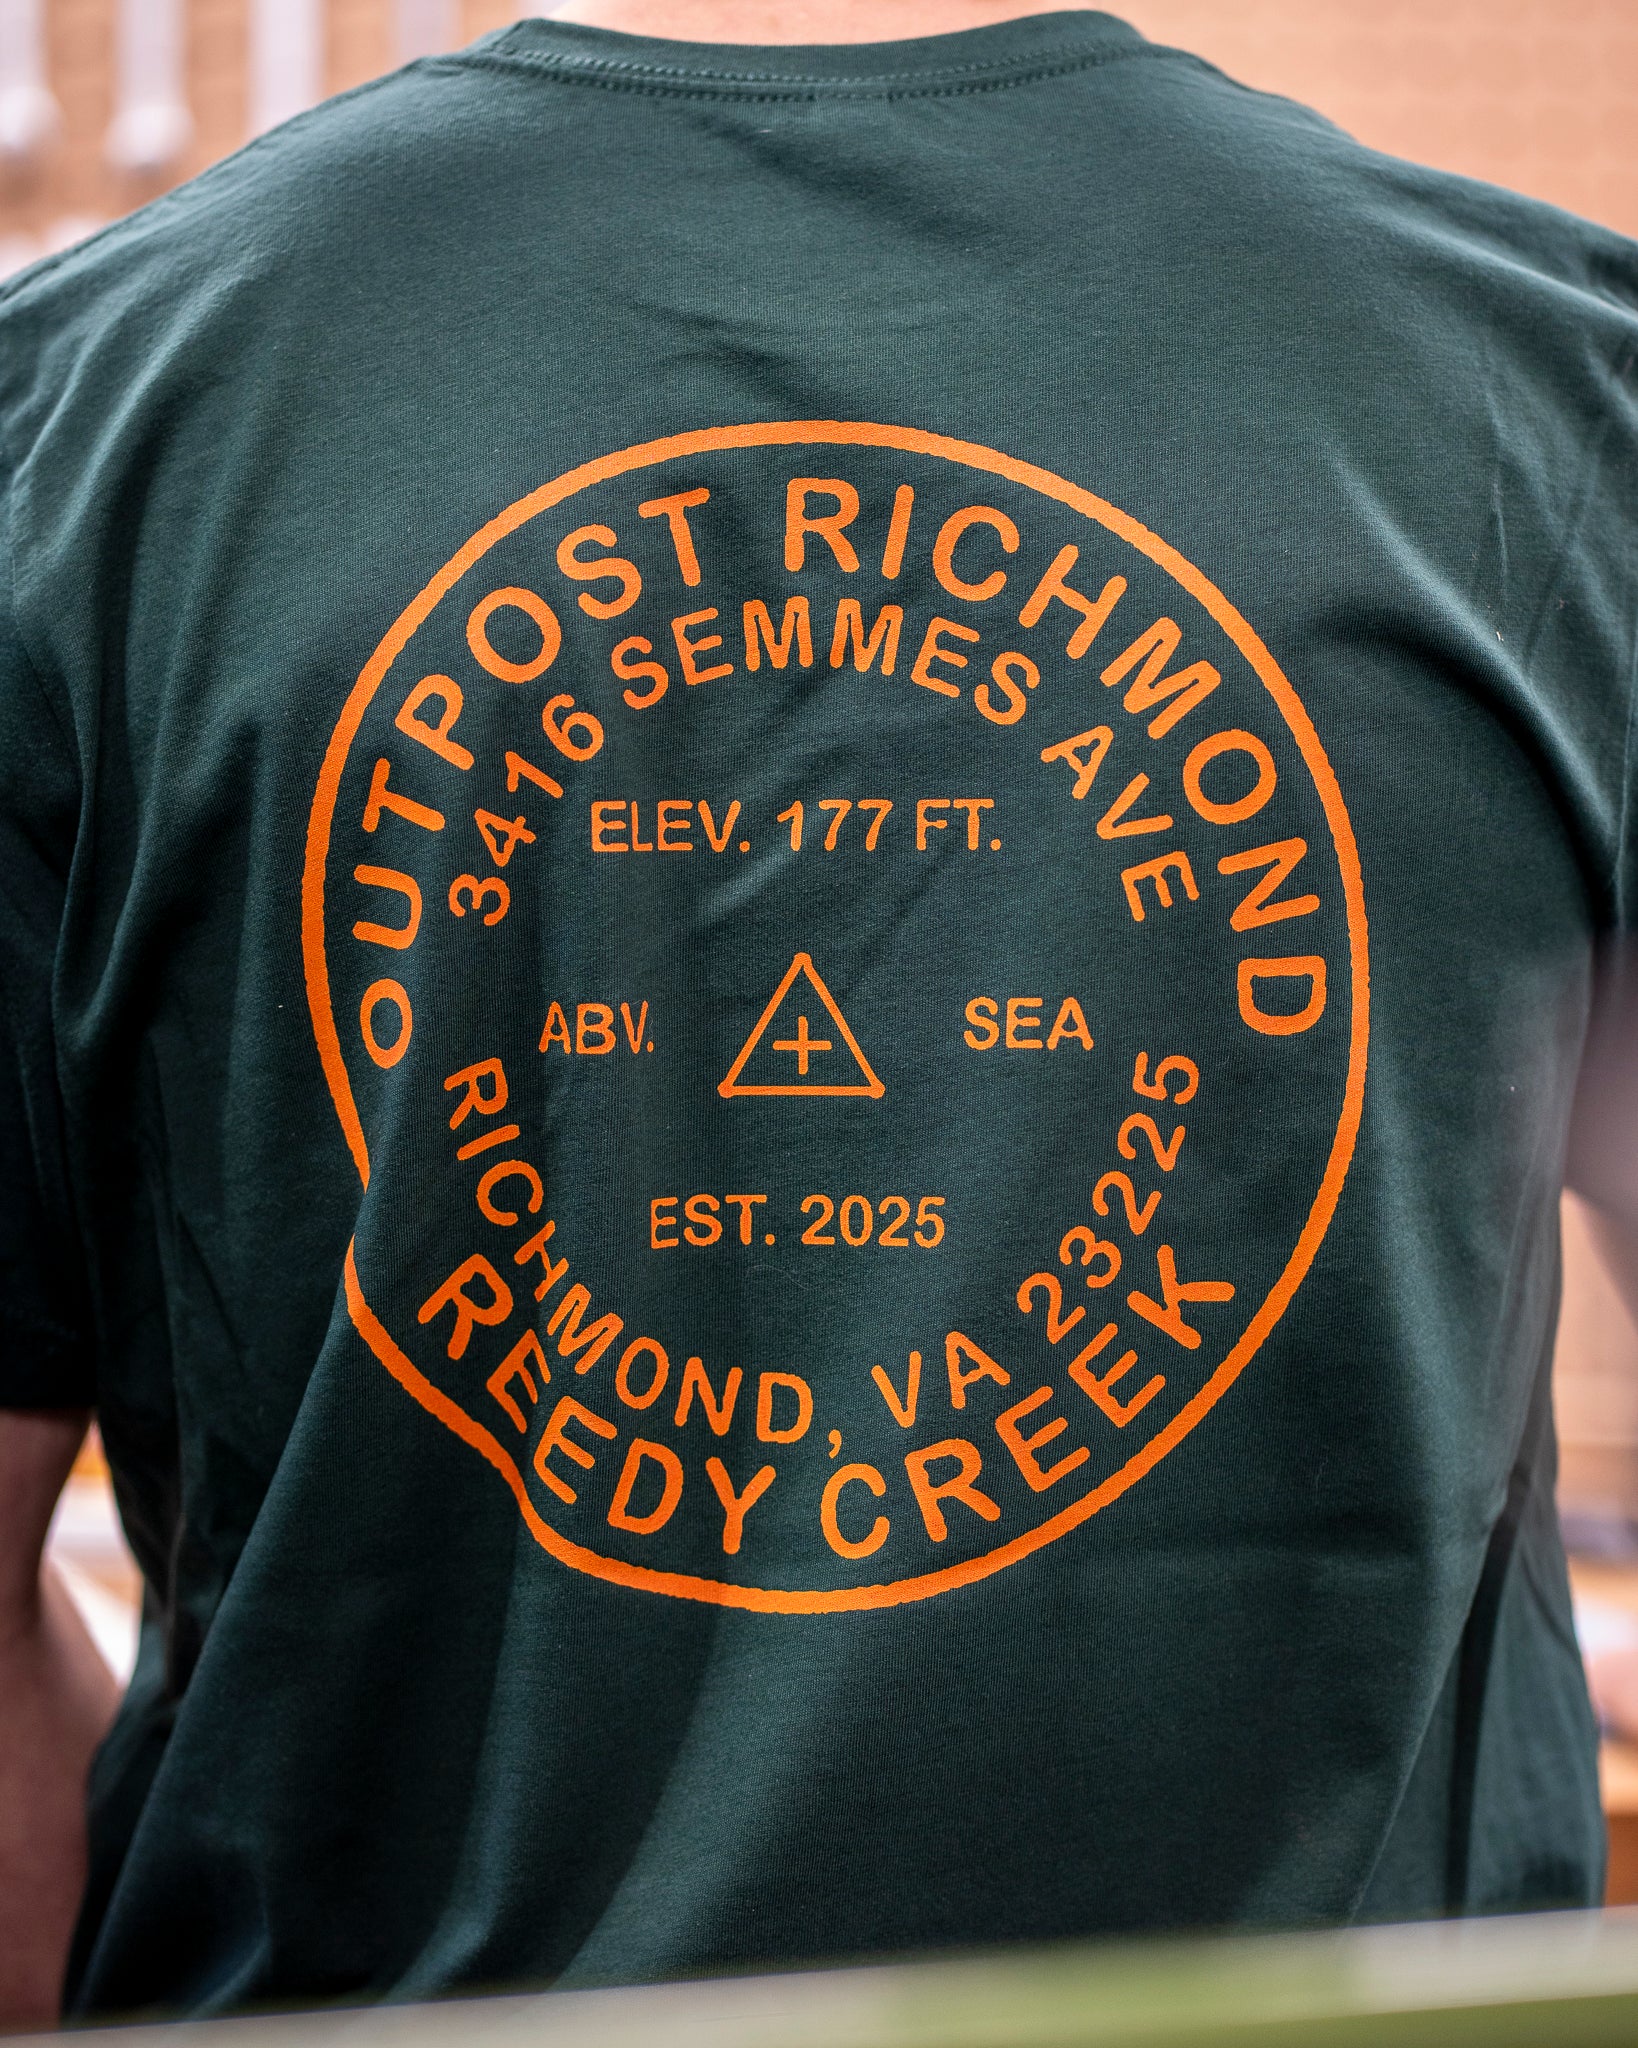 OUTPOST RICHMOND
3416 SEMMES AVE
ELEV. 177 FT.
ABV. SEA
EST. 2025
RICHMOND, VA 23225
REEDY CREEK